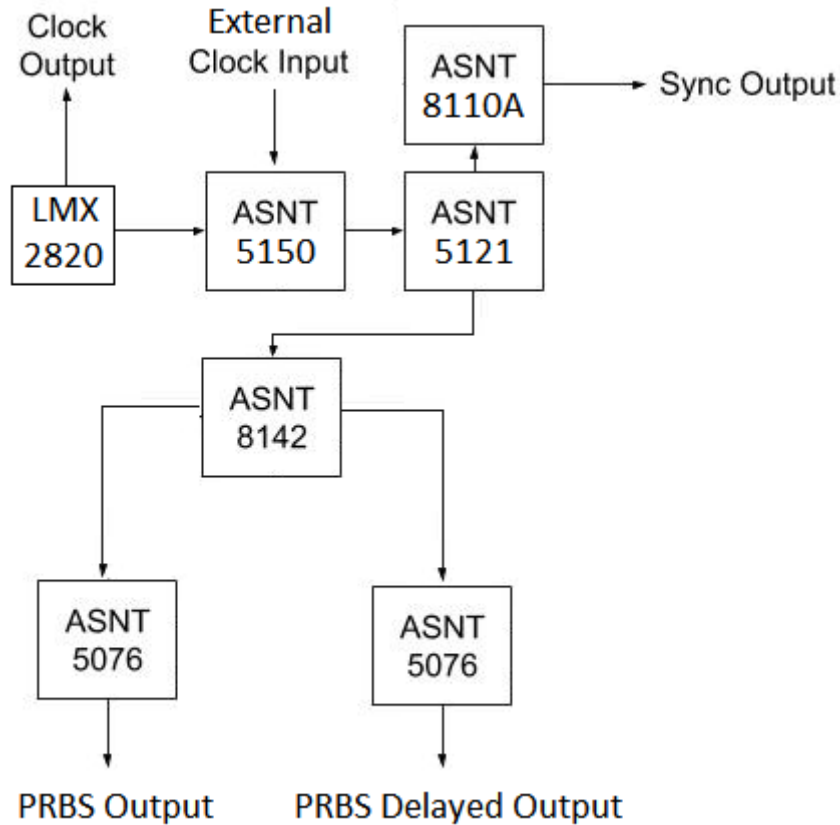 Clock
Output
External
Clock Input
ASNT
8110A
Sync Output
LMX
2820
ASNT
5150
ASNT
5121
ASNT
8142
ASNT
5076
ASNT
5076
PRBS Output
PRBS Delayed Output